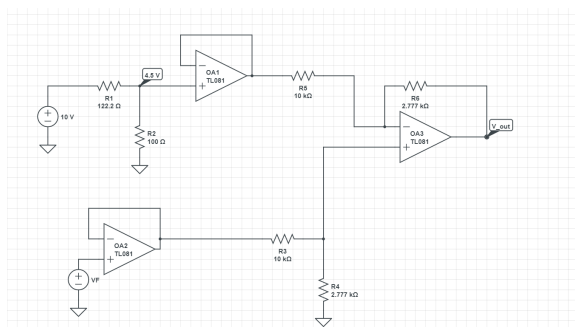 4.5 V
OA1
TL081
R1
122.2 Ω
R5
10 kΩ
R6
2.777 kΩ
10 V
R2
100 Ω
OA3
TL081
V_out
OA2
TL081
R3
10 kΩ
VF
R4
2.777 kΩ